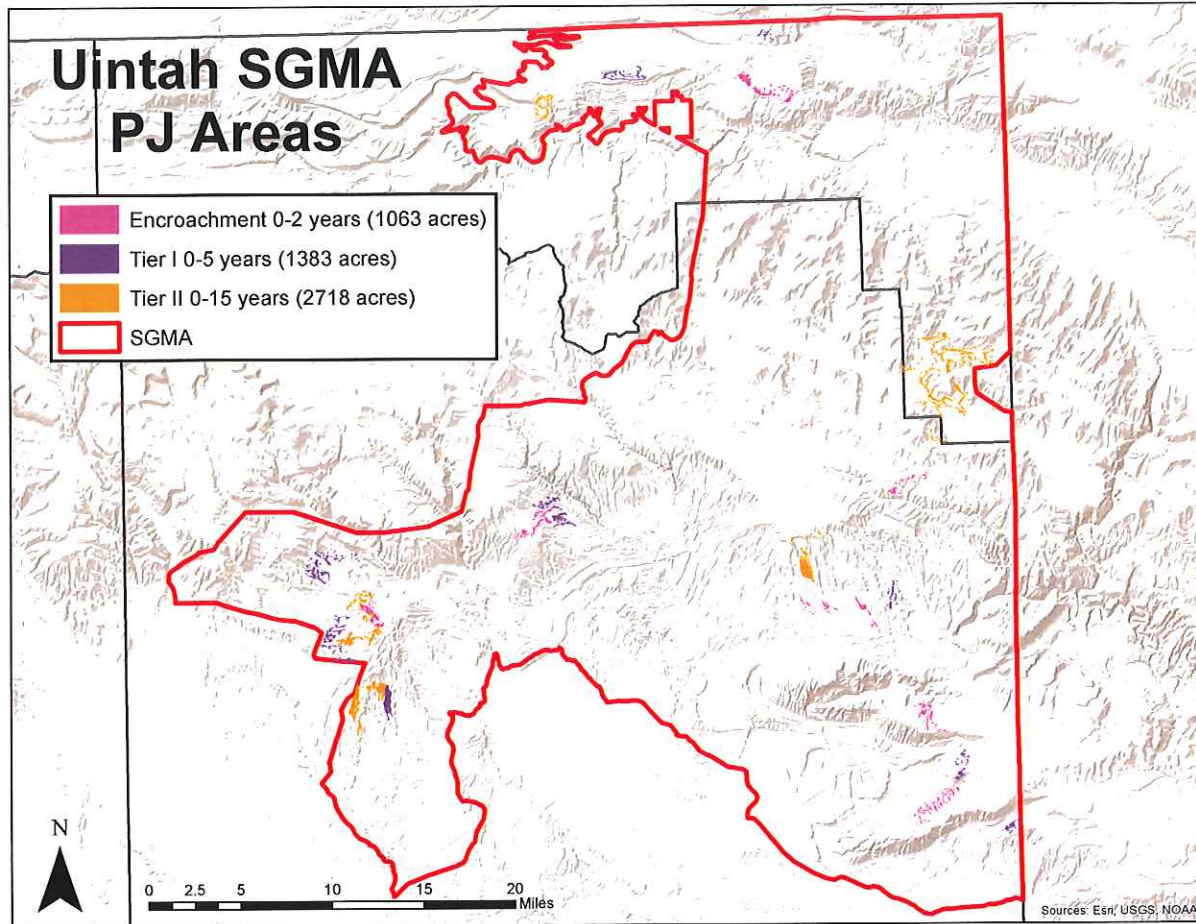 Uintah SGMA
PJ Areas
Encroachment 0-2 years (1063 acres)
Tier I 0-5 years (1383 acres)
Tier II 0-15 years (2718 acres)
SGMA
N
0 2.5 5 10 15 20
Miles
Sources: Esri, USGS, NOAA